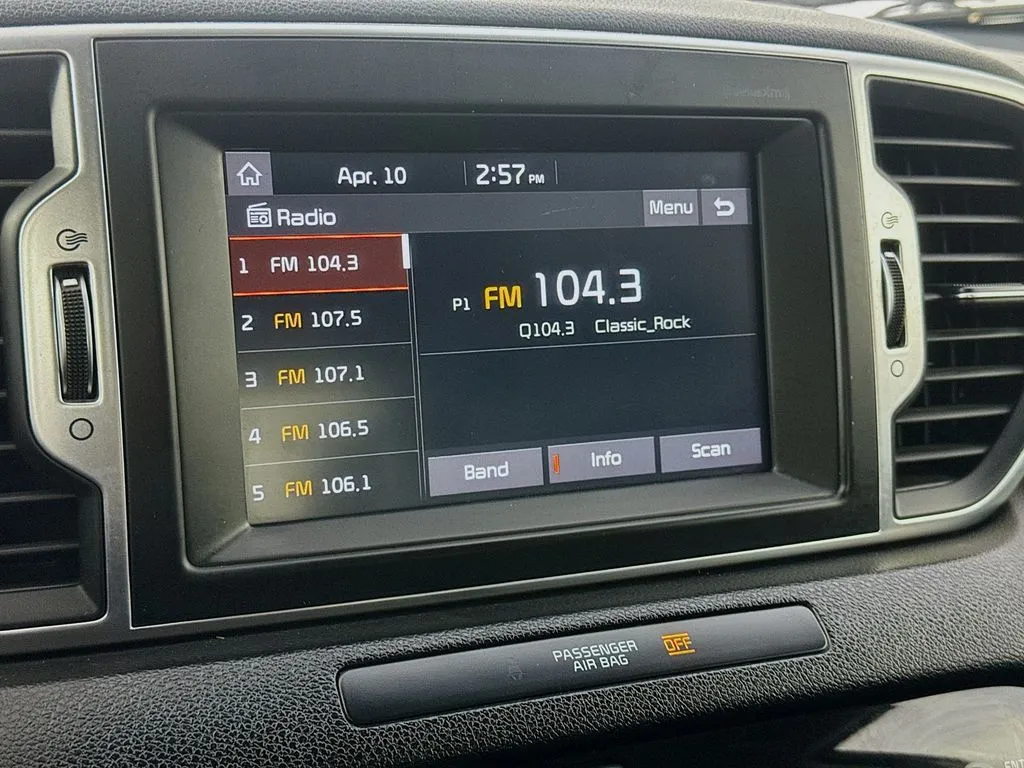 Apr. 10 2:57 PM
Radio Menu
1 FM 104.3
2 FM 107.5
3 FM 107.1
4 FM 106.5
5 FM 106.1
P1 FM 104.3
Q104.3 Classic_Rock
Band Info Scan
PASSENGER
AIR BAG OFF